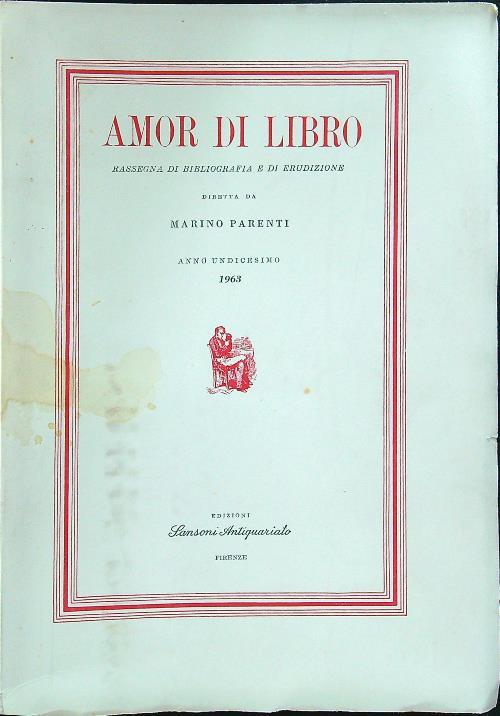 AMOR DI LIBRO
RASSEGNA DI BIBLIOGRAFIA E DI ERUDIZIONE
DIRETTA DA
MARINO PARENTI
ANNO UNDICESIMO
1963
EDIZIONI
Sansoni Antiquariato
FIRENZE